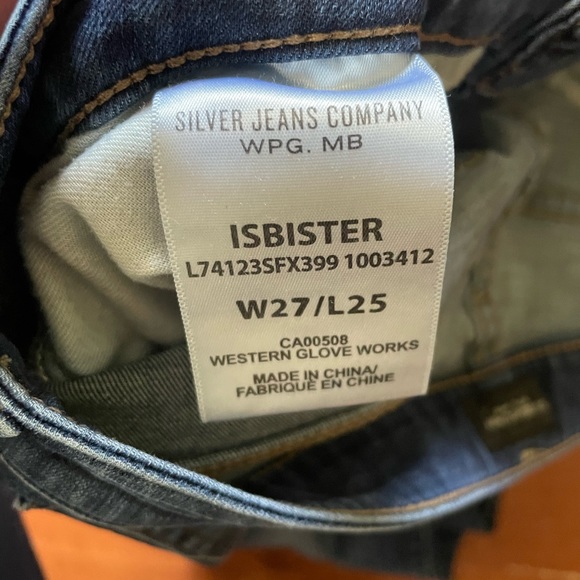 SILVER JEANS COMPANY
WPG. MB
ISBISTER
L74123SFX399 1003412
W27/L25
CA00508
WESTERN GLOVE WORKS
MADE IN CHINA/
FABRIQUÉ EN CHINE